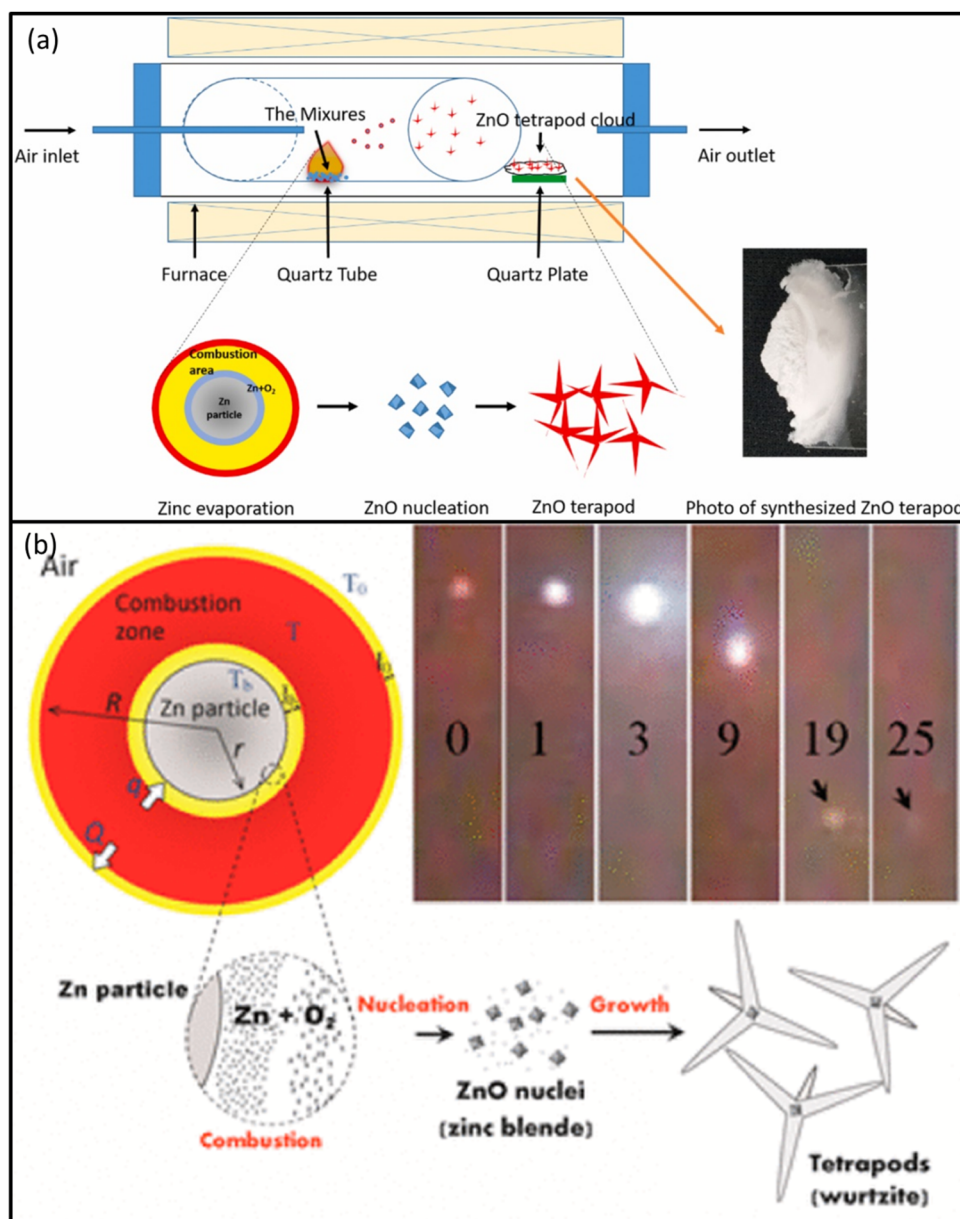 (a)
The Mixures
ZnO tetrapod cloud
Air inlet
Air outlet
Furnace
Quartz Tube
Quartz Plate
Combustion
area
Zn+O2
Zn
particle
Zinc evaporation
ZnO nucleation
ZnO terapod
Photo of synthesized ZnO terapod
(b)
Air
T0
Combustion
zone
T
Tb
Zn particle
R
r
q
Q
0
1
3
9
19
25
Zn particle
Zn + O2
Combustion
Nucleation
Growth
ZnO nuclei
(zinc blende)
Tetrapods
(wurtzite)